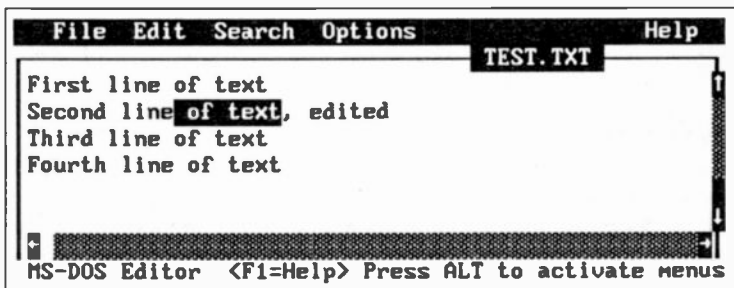 File Edit Search Options Help
TEST.TXT
First line of text
Second line of text, edited
Third line of text
Fourth line of text
MS-DOS Editor <F1=Help> Press ALT to activate menus